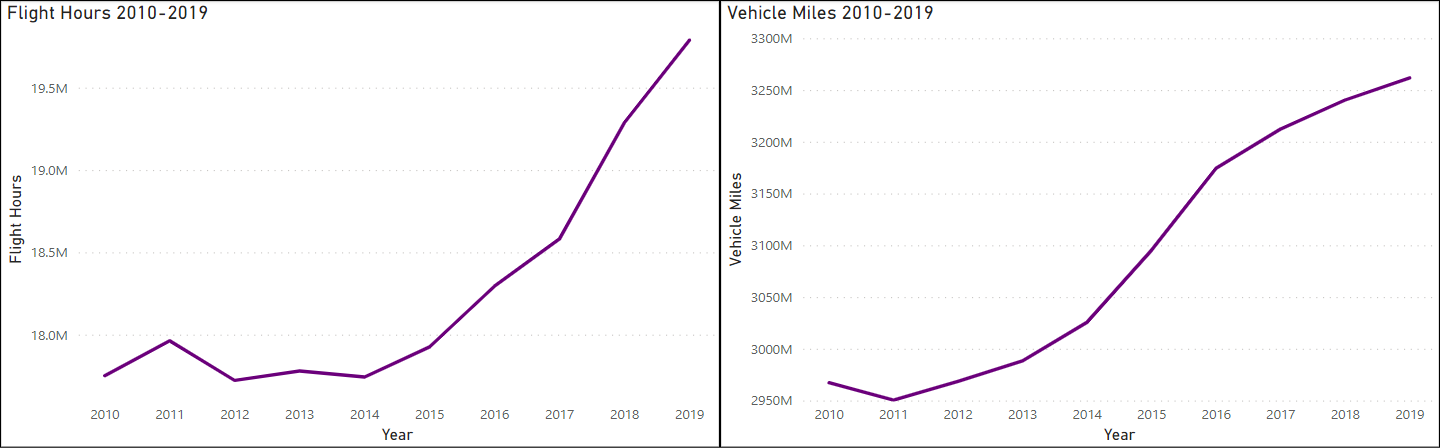 Flight Hours 2010-2019
19.5M
19.0M
18.5M
18.0M
Flight Hours
2010 2011 2012 2013 2014 2015 2016 2017 2018 2019
Year
Vehicle Miles 2010-2019
3300M
3250M
3200M
3150M
3100M
3050M
3000M
2950M
Vehicle Miles
2010 2011 2012 2013 2014 2015 2016 2017 2018 2019
Year